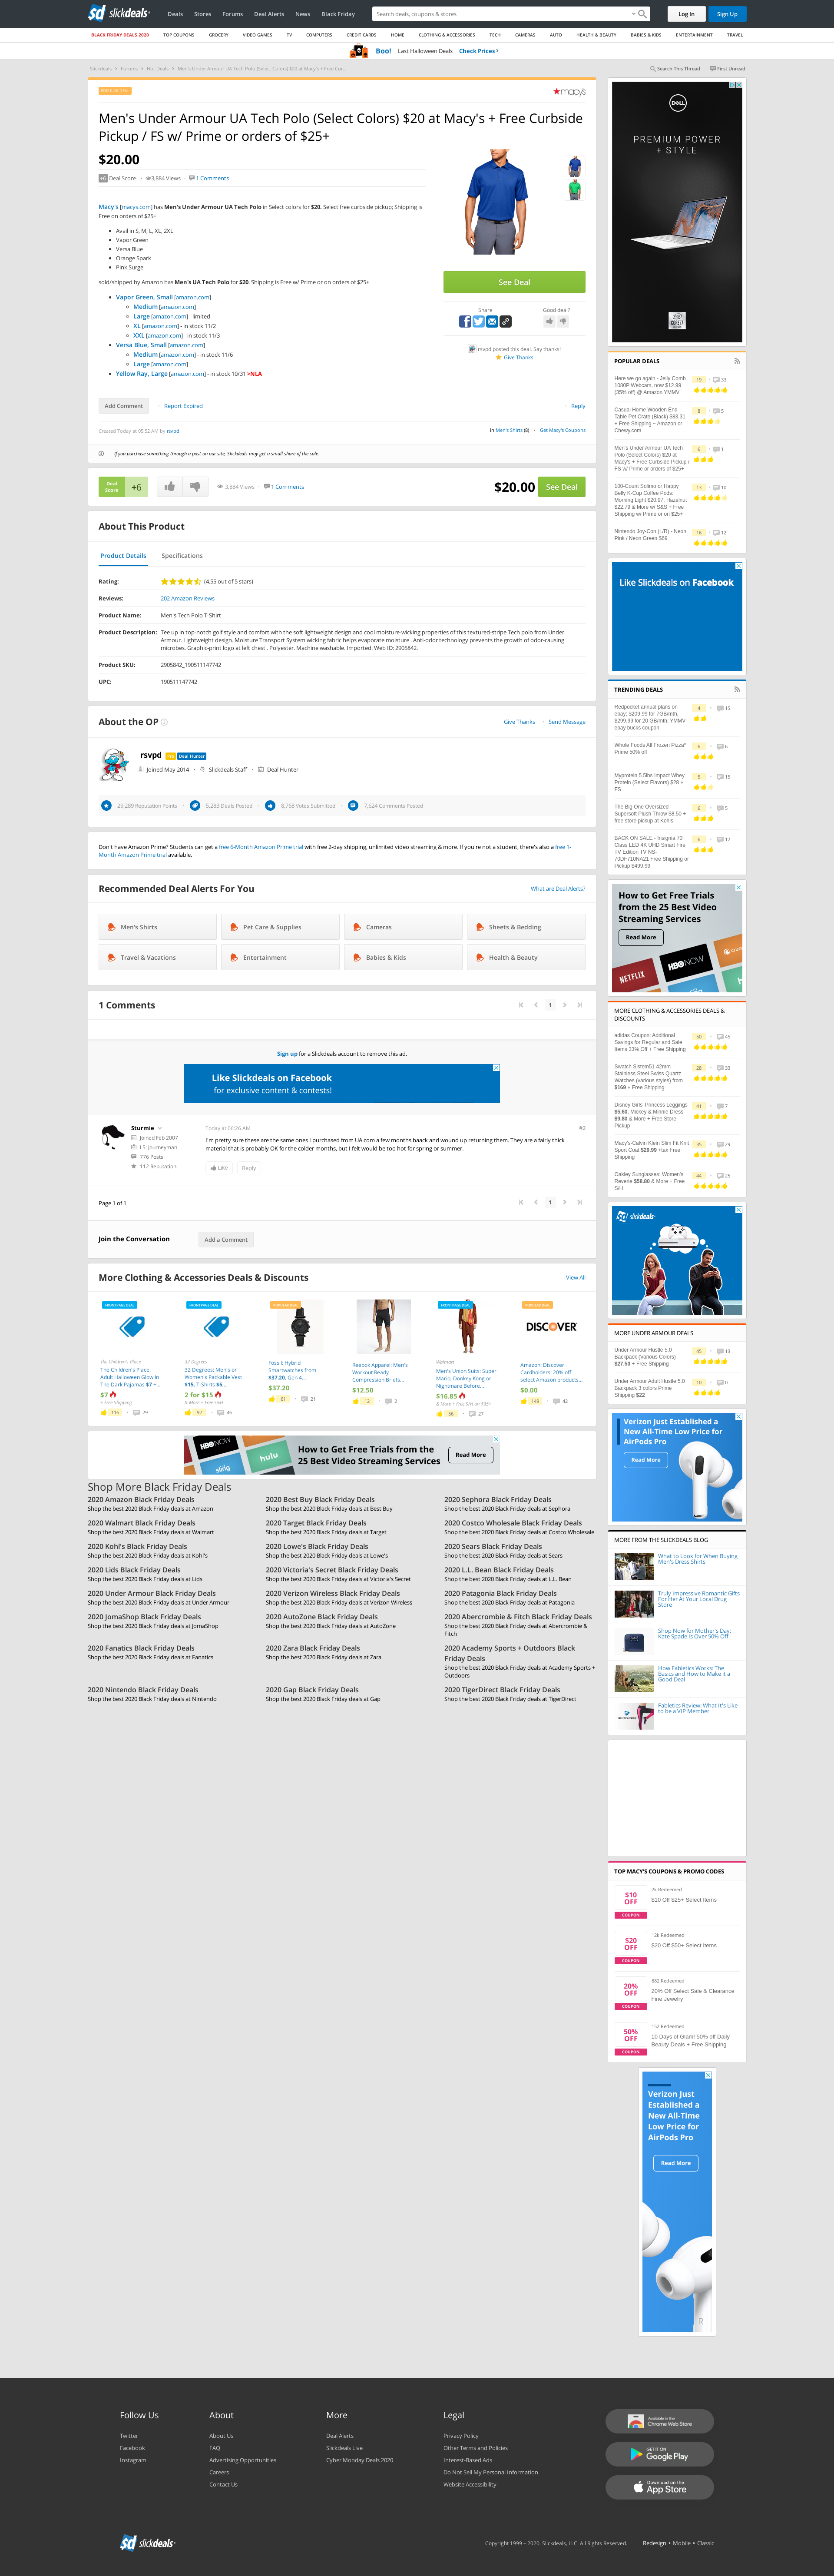 slickdeals
Deals Stores Forums Deal Alerts News Black Friday
Search deals, coupons & stores
Log In Sign Up
BLACK FRIDAY DEALS 2020 TOP COUPONS GROCERY VIDEO GAMES TV COMPUTERS CREDIT CARDS HOME CLOTHING & ACCESSORIES TECH CAMERAS AUTO HEALTH & BEAUTY BABIES & KIDS ENTERTAINMENT TRAVEL
Boo! Last Halloween Deals Check Prices ›
Slickdeals > Forums > Hot Deals > Men's Under Armour UA Tech Polo (Select Colors) $20 at Macy's + Free Cur...
Search This Thread First Unread
POPULAR DEAL
macys
Men's Under Armour UA Tech Polo (Select Colors) $20 at Macy's + Free Curbside
Pickup / FS w/ Prime or orders of $25+
$20.00
+6 Deal Score 3,884 Views 1 Comments
Macy's [macys.com] has Men's Under Armour UA Tech Polo in Select colors for $20. Select free curbside pickup; Shipping is
Free on orders of $25+
Avail in S, M, L, XL, 2XL
Vapor Green
Versa Blue
Orange Spark
Pink Surge
sold/shipped by Amazon has Men's UA Tech Polo for $20. Shipping is Free w/ Prime or on orders of $25+
Vapor Green, Small [amazon.com]
Medium [amazon.com]
Large [amazon.com] - limited
XL [amazon.com] - in stock 11/2
XXL [amazon.com] - in stock 11/3
Versa Blue, Small [amazon.com]
Medium [amazon.com] - in stock 11/6
Large [amazon.com]
Yellow Ray, Large [amazon.com] - in stock 10/31 >NLA
See Deal
Share Good deal?
rsvpd posted this deal. Say thanks!
Give Thanks
Add Comment Report Expired Reply
Created Today at 05:52 AM by rsvpd
in Men's Shirts (8) Get Macy's Coupons
If you purchase something through a post on our site, Slickdeals may get a small share of the sale.
Deal Score +6
3,884 Views 1 Comments
$20.00 See Deal
About This Product
Product Details Specifications
Rating: (4.55 out of 5 stars)
Reviews: 202 Amazon Reviews
Product Name: Men's Tech Polo T-Shirt
Product Description: Tee up in top-notch golf style and comfort with the soft lightweight design and cool moisture-wicking properties of this textured-stripe Tech polo from Under
Armour. Lightweight design. Moisture Transport System wicking fabric helps evaporate moisture . Anti-odor technology prevents the growth of odor-causing
microbes. Graphic-print logo at left chest . Polyester. Machine washable. Imported. Web ID: 2905842.
Product SKU: 2905842_190511147742
UPC: 190511147742
About the OP
Give Thanks Send Message
rsvpd Pro Deal Hunter
Joined May 2014 Slickdeals Staff Deal Hunter
29,289 Reputation Points 5,283 Deals Posted 8,768 Votes Submitted 7,624 Comments Posted
Don't have Amazon Prime? Students can get a free 6-Month Amazon Prime trial with free 2-day shipping, unlimited video streaming & more. If you're not a student, there's also a free 1-
Month Amazon Prime trial available.
Recommended Deal Alerts For You
What are Deal Alerts?
Men's Shirts Pet Care & Supplies Cameras Sheets & Bedding
Travel & Vacations Entertainment Babies & Kids Health & Beauty
1 Comments
1
Sign up for a Slickdeals account to remove this ad.
Like Slickdeals on Facebook
for exclusive content & contests!
Sturmie
Joined Feb 2007
L5: Journeyman
776 Posts
112 Reputation
Today at 06:26 AM
#2
I'm pretty sure these are the same ones I purchased from UA.com a few months back and ended up returning them. They are a fairly thick
material that is probably OK for the colder months, but I felt would be too hot for spring or summer.
Like Reply
Page 1 of 1
1
Join the Conversation
Add a Comment
More Clothing & Accessories Deals & Discounts
View All
FRONTPAGE DEAL
The Children's Place
The Children's Place:
Adult Halloween Glow In
The Dark Pajamas $7 +...
$7
+ Free Shipping
116 29
FRONTPAGE DEAL
32 Degrees
32 Degrees: Men's or
Women's Packable Vest
$15, T-Shirts $5,...
2 for $15
& More + Free S&H
92 46
POPULAR DEAL
Fossil: Hybrid
Smartwatches from
$37.20, Gen 4...
$37.20
61 21
Reebok Apparel: Men's
Workout Ready
Compression Briefs...
$12.50
12 2
FRONTPAGE DEAL
Walmart
Men's Union Suits: Super
Mario, Donkey Kong or
Nightmare Before...
$16.85
& More + Free S/H on $35+
56 27
POPULAR DEAL
DISCOVER
Amazon: Discover
Cardholders: 20% off
select Amazon products...
$0.00
149 42
HBO NOW sling hulu
How to Get Free Trials from the
25 Best Video Streaming Services
Read More
Shop More Black Friday Deals
2020 Amazon Black Friday Deals
Shop the best 2020 Black Friday deals at Amazon
2020 Best Buy Black Friday Deals
Shop the best 2020 Black Friday deals at Best Buy
2020 Sephora Black Friday Deals
Shop the best 2020 Black Friday deals at Sephora
2020 Walmart Black Friday Deals
Shop the best 2020 Black Friday deals at Walmart
2020 Target Black Friday Deals
Shop the best 2020 Black Friday deals at Target
2020 Costco Wholesale Black Friday Deals
Shop the best 2020 Black Friday deals at Costco Wholesale
2020 Kohl's Black Friday Deals
Shop the best 2020 Black Friday deals at Kohl's
2020 Lowe's Black Friday Deals
Shop the best 2020 Black Friday deals at Lowe's
2020 Sears Black Friday Deals
Shop the best 2020 Black Friday deals at Sears
2020 Lids Black Friday Deals
Shop the best 2020 Black Friday deals at Lids
2020 Victoria's Secret Black Friday Deals
Shop the best 2020 Black Friday deals at Victoria's Secret
2020 L.L. Bean Black Friday Deals
Shop the best 2020 Black Friday deals at L.L. Bean
2020 Under Armour Black Friday Deals
Shop the best 2020 Black Friday deals at Under Armour
2020 Verizon Wireless Black Friday Deals
Shop the best 2020 Black Friday deals at Verizon Wireless
2020 Patagonia Black Friday Deals
Shop the best 2020 Black Friday deals at Patagonia
2020 JomaShop Black Friday Deals
Shop the best 2020 Black Friday deals at JomaShop
2020 AutoZone Black Friday Deals
Shop the best 2020 Black Friday deals at AutoZone
2020 Abercrombie & Fitch Black Friday Deals
Shop the best 2020 Black Friday deals at Abercrombie &
Fitch
2020 Fanatics Black Friday Deals
Shop the best 2020 Black Friday deals at Fanatics
2020 Zara Black Friday Deals
Shop the best 2020 Black Friday deals at Zara
2020 Academy Sports + Outdoors Black
Friday Deals
Shop the best 2020 Black Friday deals at Academy Sports +
Outdoors
2020 Nintendo Black Friday Deals
Shop the best 2020 Black Friday deals at Nintendo
2020 Gap Black Friday Deals
Shop the best 2020 Black Friday deals at Gap
2020 TigerDirect Black Friday Deals
Shop the best 2020 Black Friday deals at TigerDirect
DELL
PREMIUM POWER
+ STYLE
POPULAR DEALS
Here we go again - Jelly Comb
1080P Webcam, now $12.99
(35% off) @ Amazon YMMV
19 33
Casual Home Wooden End
Table Pet Crate (Black) $83.31
+ Free Shipping ~ Amazon or
Chewy.com
9 5
Men's Under Armour UA Tech
Polo (Select Colors) $20 at
Macy's + Free Curbside Pickup /
FS w/ Prime or orders of $25+
6 1
100-Count Solimo or Happy
Belly K-Cup Coffee Pods:
Morning Light $20.97, Hazelnut
$22.79 & More w/ S&S + Free
Shipping w/ Prime or on $25+
13 10
Nintendo Joy-Con (L/R) - Neon
Pink / Neon Green $69
16 12
Like Slickdeals on Facebook
TRENDING DEALS
Redpocket annual plans on
ebay: $209.99 for 7GB/mth,
$299.99 for 20 GB/mth, YMMV
ebay bucks coupon
4 15
Whole Foods All Frozen Pizza*
Prime 50% off
6 6
Myprotein 5.5lbs Impact Whey
Protein (Select Flavors) $28 +
FS
5 15
The Big One Oversized
Supersoft Plush Throw $8.50 +
free store pickup at Kohls
6 5
BACK ON SALE - Insignia 70"
Class LED 4K UHD Smart Fire
TV Edition TV NS-
70DF710NA21 Free Shipping or
Pickup $499.99
6 12
How to Get Free Trials
from the 25 Best Video
Streaming Services
Read More
NETFLIX HBO NOW
MORE CLOTHING & ACCESSORIES DEALS &
DISCOUNTS
adidas Coupon: Additional
Savings for Regular and Sale
Items 33% Off + Free Shipping
50 45
Swatch Sistem51 42mm
Stainless Steel Swiss Quartz
Watches (various styles) from
$169 + Free Shipping
28 33
Disney Girls' Princess Leggings
$5.60, Mickey & Minnie Dress
$9.80 & More + Free Store
Pickup
41 7
Macy's-Calvin Klein Slim Fit Knit
Sport Coat $29.99 +tax Free
Shipping
35 29
Oakley Sunglasses: Women's
Reverie $56.80 & More + Free
S/H
44 25
slickdeals
MORE UNDER ARMOUR DEALS
Under Armour Hustle 5.0
Backpack (Various Colors)
$27.50 + Free Shipping
45 13
Under Armour Adult Hustle 5.0
Backpack 3 colors Prime
Shipping $22
10 0
Verizon Just Established a
New All-Time Low Price for
AirPods Pro
Read More
MORE FROM THE SLICKDEALS BLOG
What to Look for When Buying
Men's Dress Shirts
Truly Impressive Romantic Gifts
For Her At Your Local Drug
Store
Shop Now for Mother's Day:
Kate Spade Is Over 50% Off
How Fabletics Works: The
Basics and How to Make it a
Good Deal
Fabletics Review: What It's Like
to be a VIP Member
TOP MACY'S COUPONS & PROMO CODES
$10 OFF COUPON
2k Redeemed
$10 Off $25+ Select Items
$20 OFF COUPON
12k Redeemed
$20 Off $50+ Select Items
20% OFF COUPON
882 Redeemed
20% Off Select Sale & Clearance
Fine Jewelry
50% OFF COUPON
152 Redeemed
10 Days of Glam! 50% off Daily
Beauty Deals + Free Shipping
Verizon Just
Established a
New All-Time
Low Price for
AirPods Pro
Read More
Follow Us
Twitter
Facebook
Instagram
About
About Us
FAQ
Advertising Opportunities
Careers
Contact Us
More
Deal Alerts
Slickdeals Live
Cyber Monday Deals 2020
Legal
Privacy Policy
Other Terms and Policies
Interest-Based Ads
Do Not Sell My Personal Information
Website Accessibility
Available in the
Chrome Web Store
GET IT ON
Google Play
Download on the
App Store
slickdeals
Copyright 1999 – 2020. Slickdeals, LLC. All Rights Reserved. Redesign • Mobile • Classic